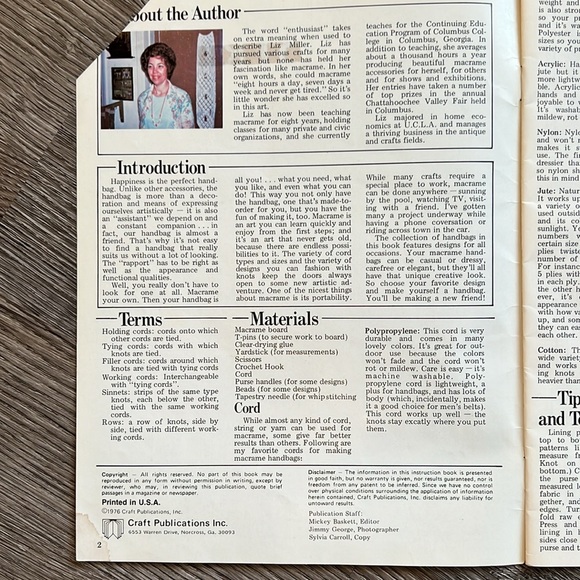 bout the Author
The word "enthusiast" takes
on extra meaning when used to
describe Liz Miller. Liz has
pursued various crafts for many
years but none has held her
fascination like macrame. In her
own words, she could macrame
"eight hours a day, seven days a
week and never get tired." So it's
little wonder she has excelled so
in this art.
Liz has now been teaching
macrame for eight years, holding
classes for many private and civic
organizations, and she currently
teaches for the Continuing Edu-
cation Program of Columbus Col-
lege in Columbus, Georgia. In
addition to teaching, she averages
about a thousand hours a year
producing beautiful macrame
accessories for herself, for others
and for shows and exhibitions.
Her entries have taken a number
of top prizes in the annual
Chattahoochee Valley Fair held
in Columbus.
Liz majored in home eco-
nomics at U.C.L.A. and manages
a thriving business in the antique
and crafts fields.
Introduction
Happiness is the perfect hand-
bag. Unlike other accessories, the
handbag is more than a deco-
ration and means of expressing
ourselves artistically — it is also
an "assistant" we depend on and
a constant companion . . . in
fact, our handbag is almost a
friend. That's why it's not easy
to find a handbag that really
suits us without a lot of looking.
The "rapport" has to be right as
well as the appearance and
functional qualities.
Well, you really don't have to
look for one at all. Macrame
your own. Then your handbag is
all you! . . . what you need, what
you like, and even what you can
do! This way you not only have
the handbag, one that's made-to-
order for you, but you have the
fun of making it, too. Macrame is
an art you can learn quickly and
enjoy from the first steps; and
it's an art that never gets old,
because there are endless possi-
bilities to it. The variety of cord
types and sizes and the variety of
designs you can fashion with
knots keep the doors always
open to some new artistic ad-
venture. One of the nicest things
about macrame is its portability.
While many crafts require a
special place to work, macrame
can be done anywhere — sunning
by the pool, watching TV, visit-
ing with a friend. I've gotten
many a project underway while
having a phone conversation or
riding across town in the car.
The collection of handbags in
this book features designs for all
occasions. Your macrame hand-
bags can be casual or dressy,
carefree or elegant, but they'll all
have that unique creative look.
So choose your favorite design
and make yourself a handbag.
You'll be making a new friend!
Terms
Holding cords: cords onto which
other cords are tied.
Tying cords: cords with which
knots are tied.
Filler cords: cords around which
knots are tied with tying cords
Working cords: Interchangeable
with "tying cords".
Sinnets: strips of the same type
knots, each below the other,
tied with the same working
cords.
Rows: a row of knots, side by
side, tied with different work-
ing cords.
Materials
Macrame board
T-pins (to secure work to board)
Clear-drying glue
Yardstick (for measurements)
Scissors
Crochet Hook
Cord
Purse handles (for some designs)
Beads (for some designs)
Tapestry needle (for whipstitching
Cord
While almost any kind of cord,
string or yarn can be used for
macrame, some give far better
results than others. Following are
my favorite cords for making
macrame handbags:
Polypropylene: This cord is very
durable and comes in many
lovely colors. It's great for out-
door use because the colors
won't fade and the cord won't
rot or mildew. Care is easy — it's
machine washable. Poly-
propylene cord is lightweight, a
plus for handbags, and has lots of
body (which, incidentally, makes
it a good choice for men's belts).
This cord works up well — the
knots stay excatly where you put
them.
Copyright — All rights reserved. No part of this book may be
reproduced in any form without permission in writing, except by
reviewer, who may, in reviewing this publication, quote brief
passages in a magazine or newspaper.
Printed in U.S.A.
©1976 Craft Publications, Inc.
Craft Publications Inc.
6553 Warren Drive, Norcross, Ga. 30093
Disclaimer — The information in this instruction book is presented
in good faith, but no warranty is given, nor results guaranteed, nor is
freedom from any patent to be inferred. Since we have no control
over physical conditions surrounding the application of information
herein contained, Craft Publications, Inc. disclaims any liability for
untoward results.
Publication Staff:
Mickey Baskett, Editor
Jimmy George, Photographer
Sylvia Carroll, Copy
2
Acrylic:
Nylon:
Jute:
Cotton:
Tip
and T